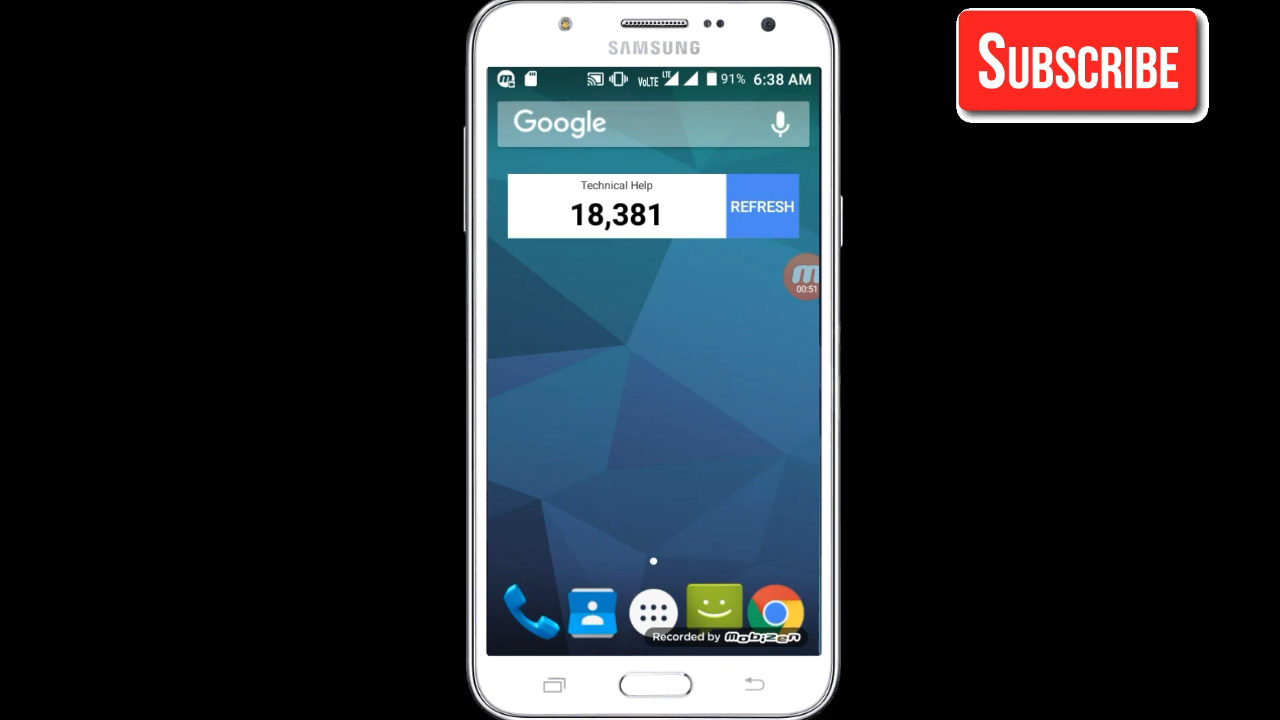 SUBSCRIBE
SAMSUNG
VoLTE LTE 91% 6:38 AM
Google
Technical Help
18,381
REFRESH
m
00:51
Recorded by mobizen